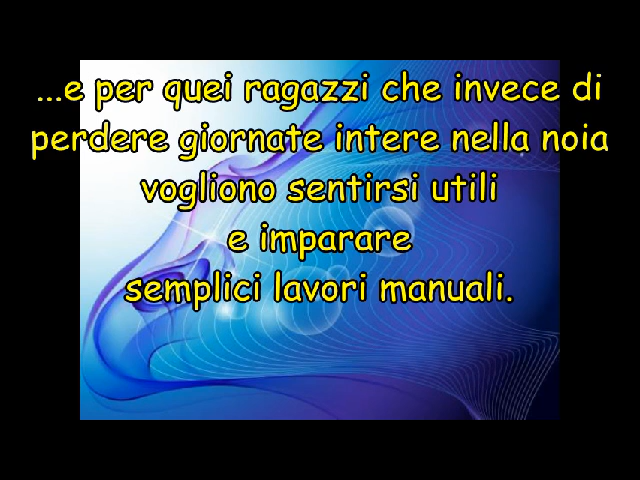 ...e per quei ragazzi che invece di
perdere giornate intere nella noia
vogliono sentirsi utili
e imparare
semplici lavori manuali.